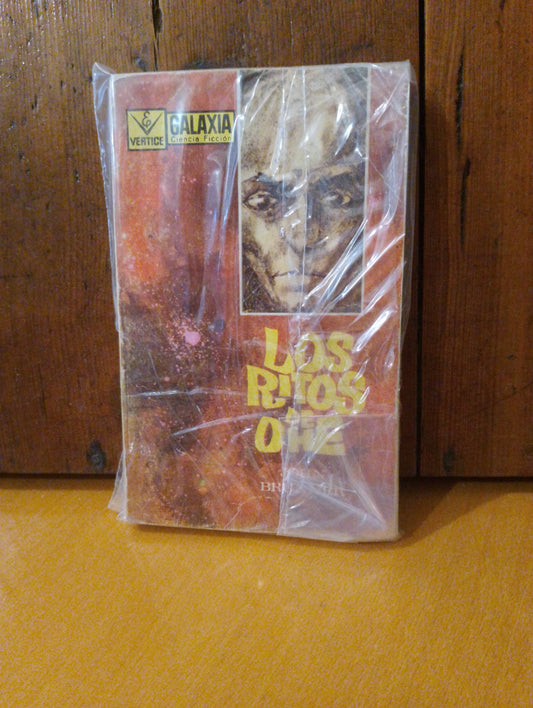 VERTICE
GALAXIA
Ciencia Ficción
LOS
RITOS
OHE